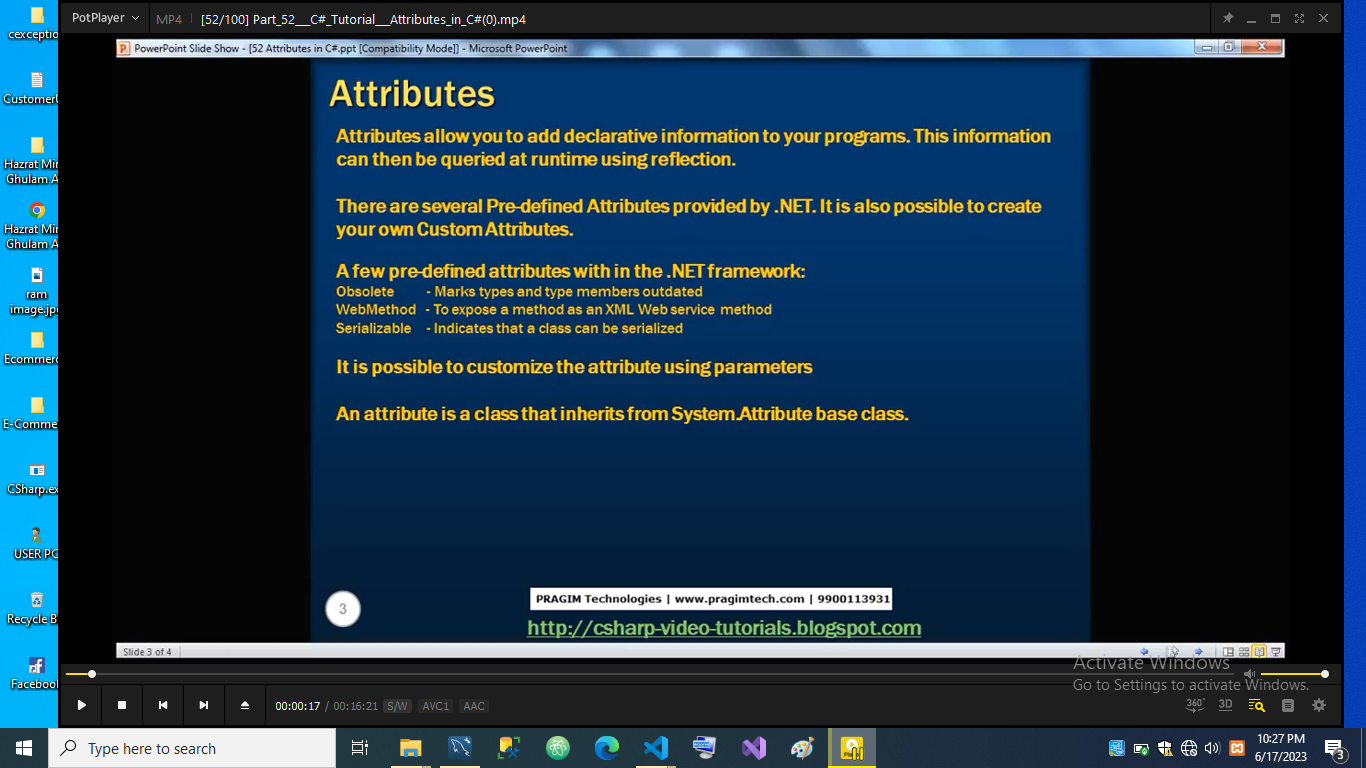 PotPlayer
MP4
[52/100] Part_52___C#_Tutorial___Attributes_in_C#(0).mp4
PowerPoint Slide Show - [52 Attributes in C#.ppt [Compatibility Mode]] - Microsoft PowerPoint
Attributes
Attributes allow you to add declarative information to your programs. This information
can then be queried at runtime using reflection.
There are several Pre-defined Attributes provided by .NET. It is also possible to create
your own Custom Attributes.
A few pre-defined attributes with in the .NET framework:
Obsolete - Marks types and type members outdated
WebMethod - To expose a method as an XML Web service method
Serializable - Indicates that a class can be serialized
It is possible to customize the attribute using parameters
An attribute is a class that inherits from System.Attribute base class.
3
PRAGIM Technologies | www.pragimtech.com | 9900113931
http://csharp-video-tutorials.blogspot.com
Slide 3 of 4
Activate Windows
Go to Settings to activate Windows.
00:00:17 / 00:16:21 S/W AVC1 AAC
360° 3D
cexceptio
CustomerU
Hazrat Mir
Ghulam A
Hazrat Mir
Ghulam A
ram
image.jpg
Ecommerc
E-Comme
CSharp.ex
USER PC
Recycle B
Facebook
Type here to search
10:27 PM
6/17/2023
3